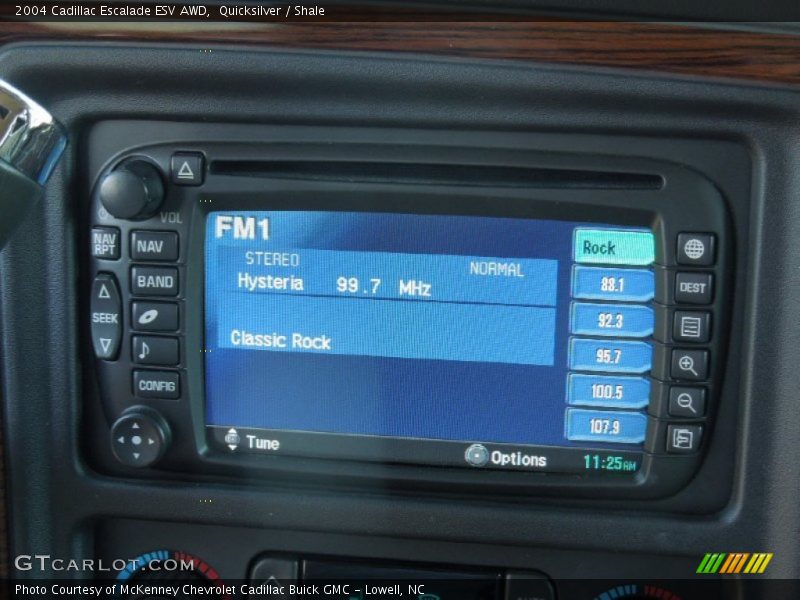 2004 Cadillac Escalade ESV AWD,  Quicksilver / Shale
VOL
NAV RPT
NAV
BAND
SEEK
CONFIG
FM1
STEREO
NORMAL
Hysteria 99.7 MHz
Classic Rock
Tune
Options
11:25AM
Rock
88.1
92.3
95.7
100.5
107.9
DEST
GTCARLOT.COM
Photo Courtesy of McKenney Chevrolet Cadillac Buick GMC - Lowell, NC